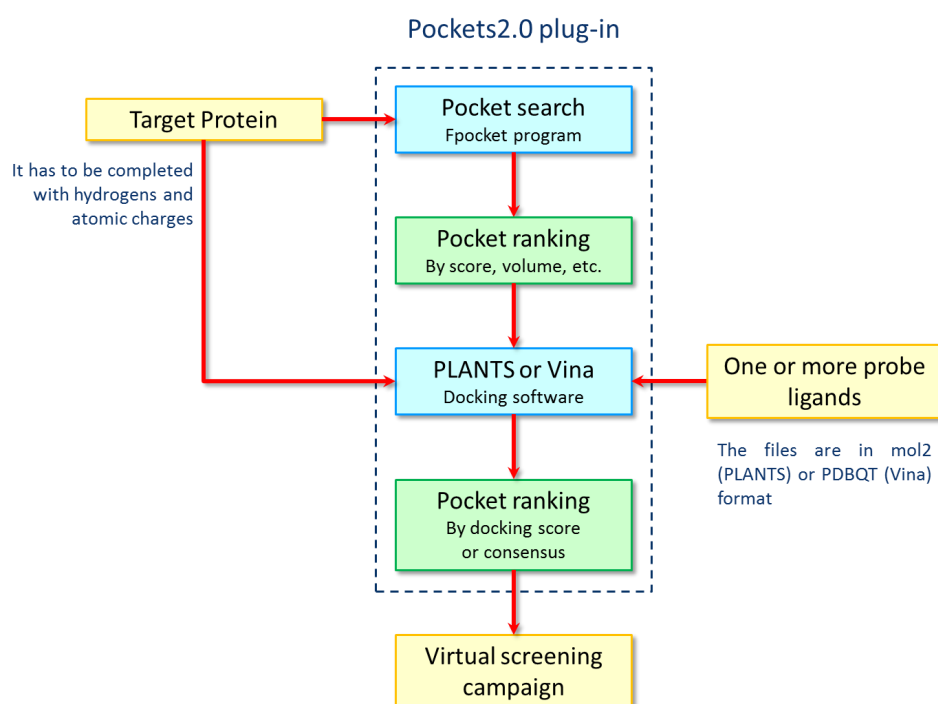 Pockets2.0 plug-in
Target Protein
It has to be completed
with hydrogens and
atomic charges
Pocket search
Fpocket program
Pocket ranking
By score, volume, etc.
PLANTS or Vina
Docking software
One or more probe
ligands
The files are in mol2
(PLANTS) or PDBQT (Vina)
format
Pocket ranking
By docking score
or consensus
Virtual screening
campaign